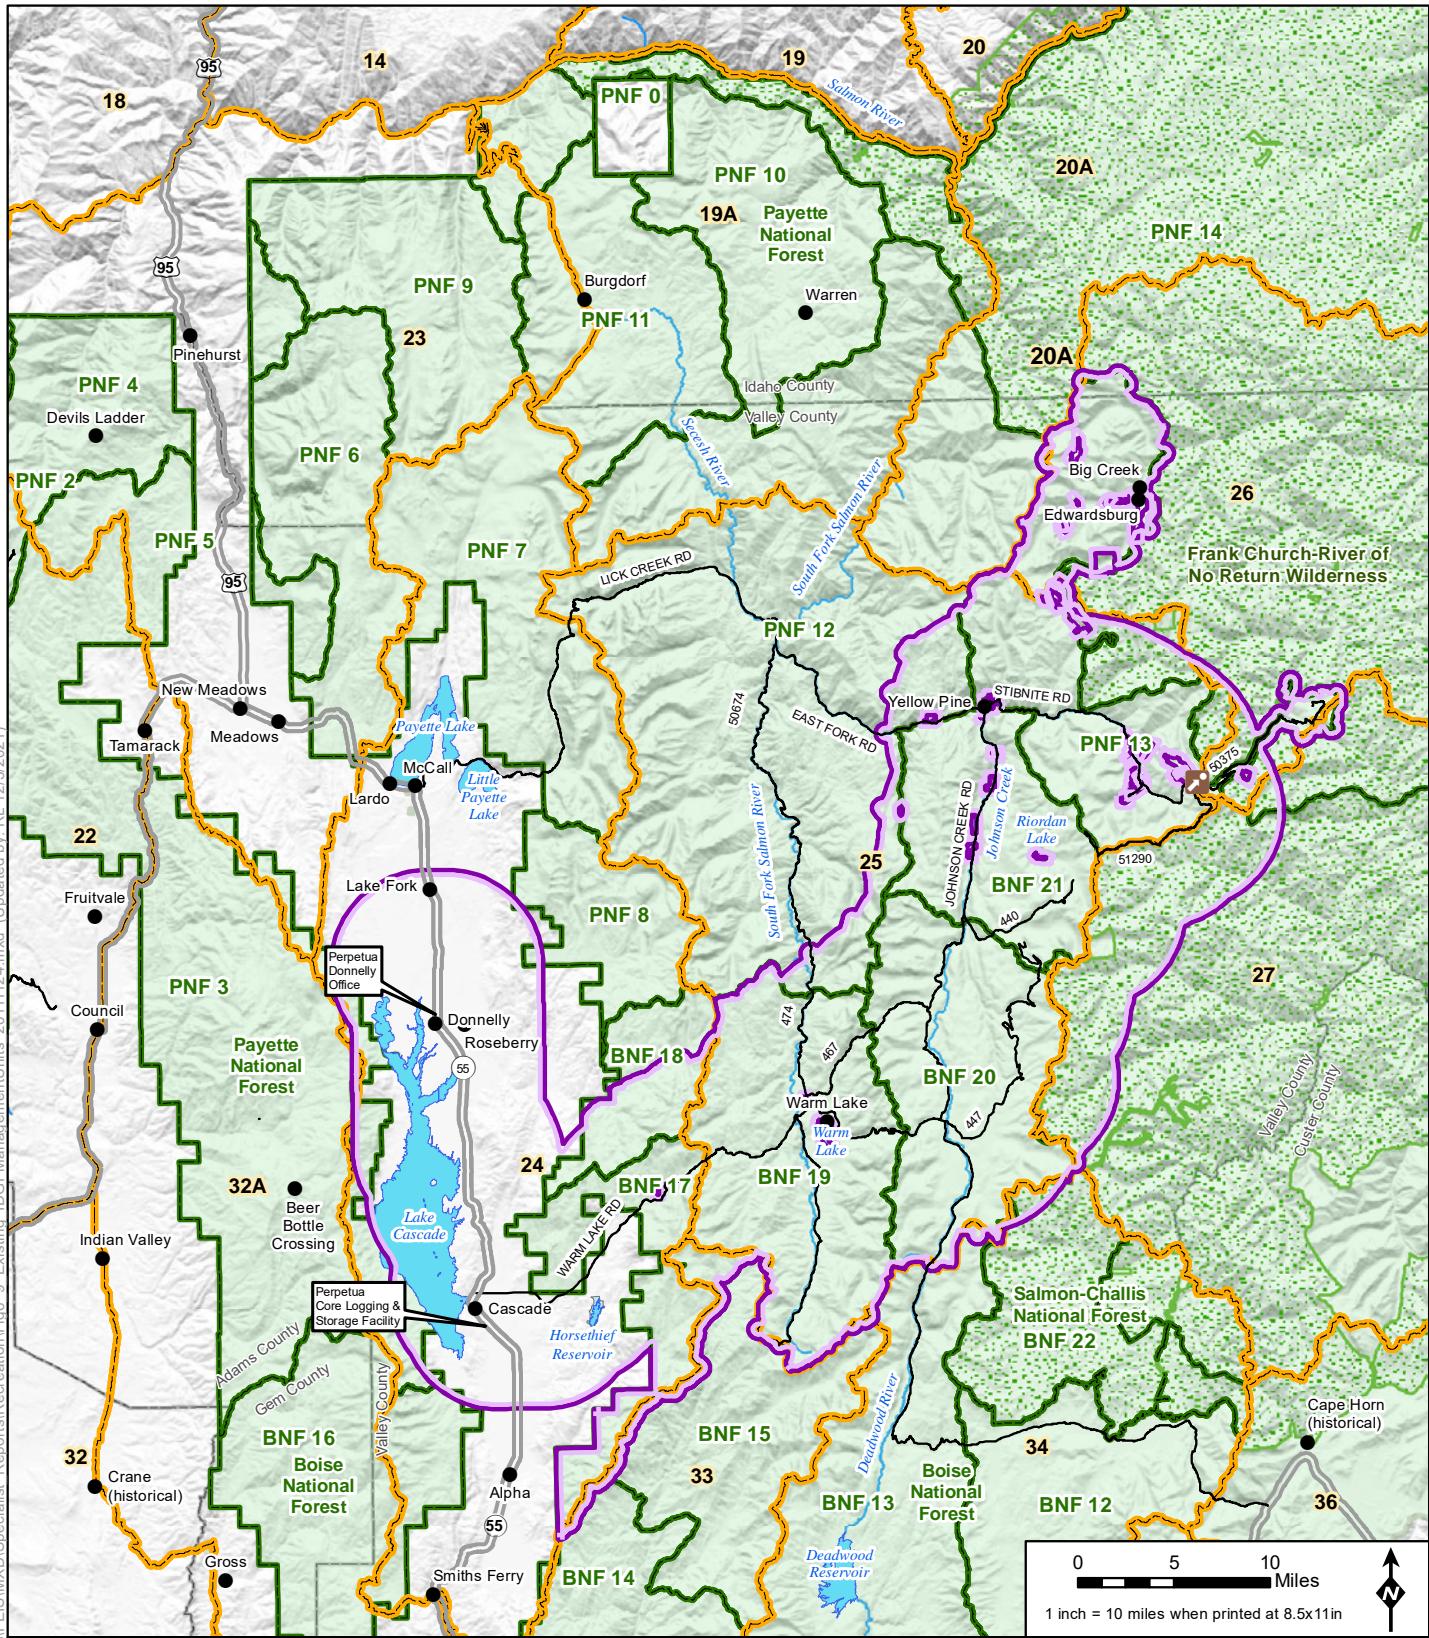 95
14
19
20
18
PNF 0
Salmon River
PNF 10
20A
19A
Payette
National
Forest
PNF 14
95
PNF 9
Burgdorf
Warren
PNF 11
23
Pinehurst
20A
PNF 4
Idaho County
Devils Ladder
Valley County
PNF 6
Secesh River
South Fork Salmon River
Big Creek
PNF 2
26
Edwardsburg
PNF 5
PNF 7
Frank Church-River of
No Return Wilderness
LICK CREEK RD
95
PNF 12
New Meadows
Yellow Pine
STIBNITE RD
50674
EAST FORK RD
Payette Lake
Meadows
Tamarack
PNF 13
50375
McCall
Little
Payette
Lake
Lardo
South Fork Salmon River
JOHNSON CREEK RD
Johnson Creek
Riordan
Lake
22
51290
25
Lake Fork
BNF 21
Fruitvale
PNF 8
440
Perpetua
Donnelly
Office
27
PNF 3
Council
474
Donnelly
Roseberry
467
Payette
National
Forest
BNF 18
55
BNF 20
Warm Lake
447
Warm
Lake
Valley County
Custer County
24
BNF 17
BNF 19
32A
Beer
Bottle
Crossing
Lake
Cascade
WARM LAKE RD
Indian Valley
Perpetua
Core Logging &
Storage Facility
Cascade
Salmon-Challis
National Forest
BNF 22
Horsethief
Reservoir
Adams County
Gem County
Valley County
Deadwood River
Cape Horn
(historical)
BNF 16
Boise
National
Forest
BNF 15
34
32
33
Crane
(historical)
Boise
National
Forest
Alpha
BNF 13
BNF 12
36
55
Gross
Smiths Ferry
BNF 14
Deadwood
Reservoir
0 5 10
Miles
1 inch = 10 miles when printed at 8.5x11in
N